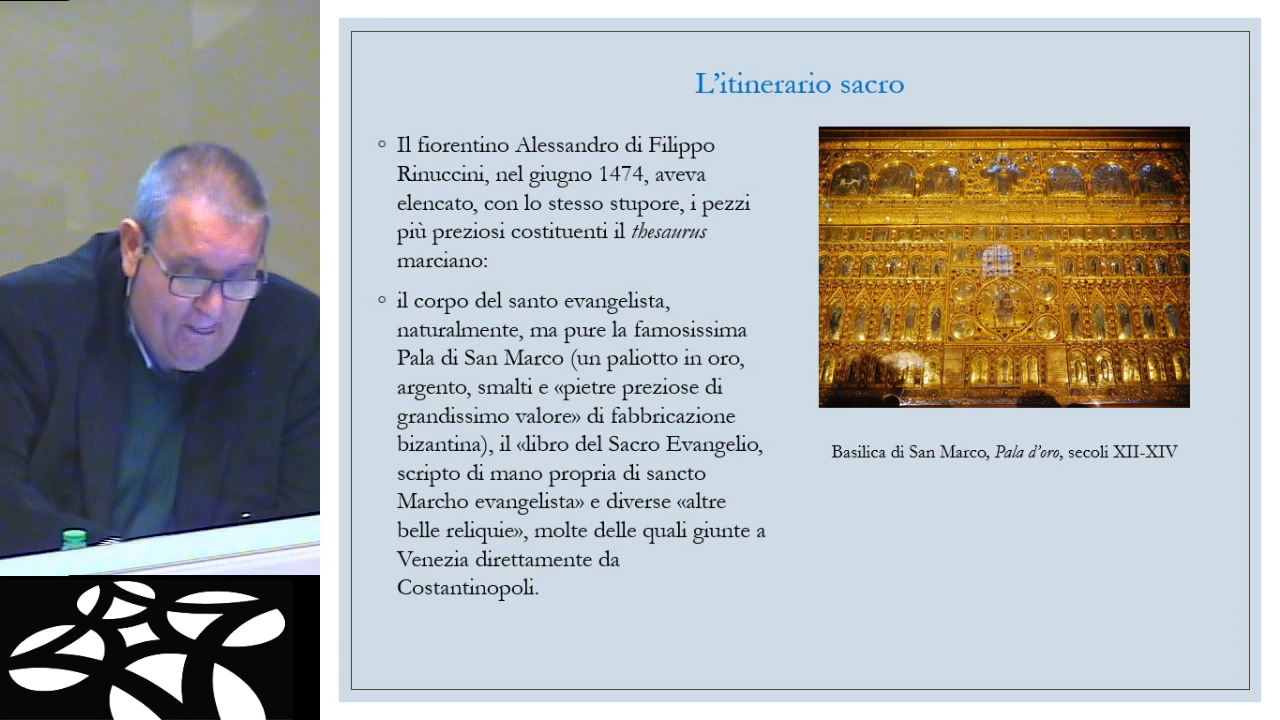 L'itinerario sacro
Il fiorentino Alessandro di Filippo
Rinuccini, nel giugno 1474, aveva
elencato, con lo stesso stupore, i pezzi
più preziosi costituenti il thesaurus
marciano:
il corpo del santo evangelista,
naturalmente, ma pure la famosissima
Pala di San Marco (un paliotto in oro,
argento, smalti e «pietre preziose di
grandissimo valore» di fabbricazione
bizantina), il «libro del Sacro Evangelio,
scripto di mano propria di sancto
Marcho evangelista» e diverse «altre
belle reliquie», molte delle quali giunte a
Venezia direttamente da
Costantinopoli.
Basilica di San Marco, Pala d'oro, secoli XII-XIV